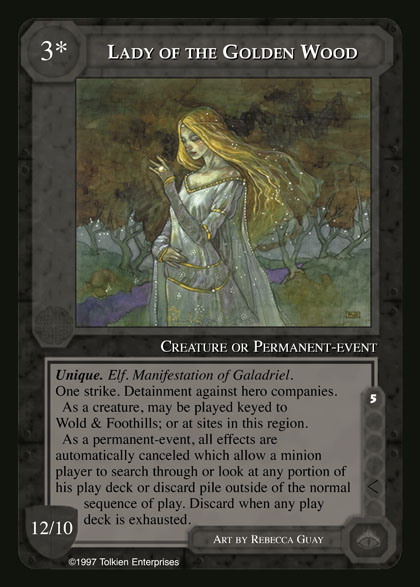 3*
Lady of the Golden Wood
Creature or Permanent-event
Unique. Elf. Manifestation of Galadriel.
One strike. Detainment against hero companies.
As a creature, may be played keyed to
Wold & Foothills; or at sites in this region.
As a permanent-event, all effects are
automatically canceled which allow a minion
player to search through or look at any portion of
his play deck or discard pile outside of the normal
sequence of play. Discard when any play
deck is exhausted.
5
12/10
Art by Rebecca Guay
©1997 Tolkien Enterprises